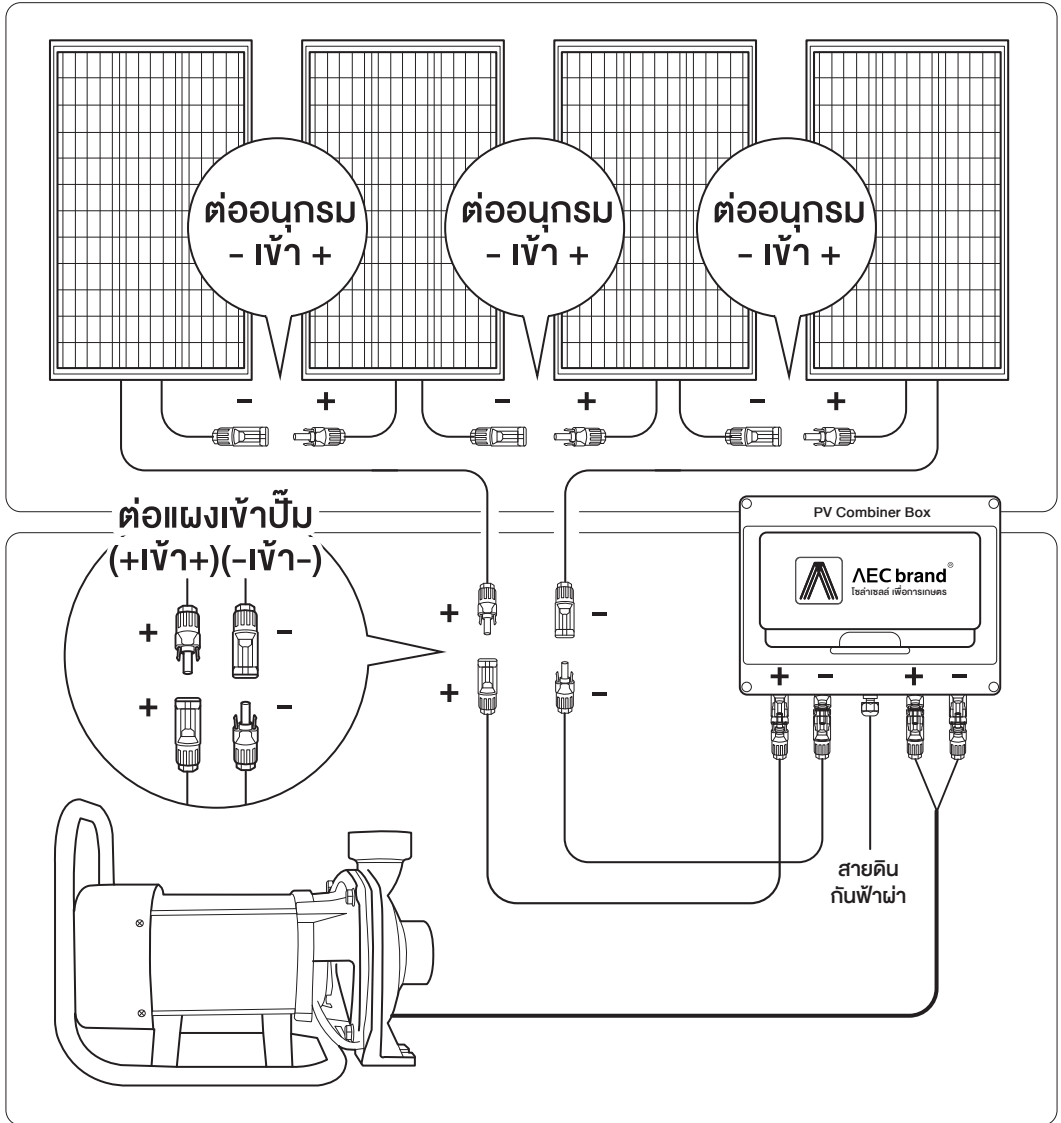 ต่ออนุกรม
- เข้า +
ต่ออนุกรม
- เข้า +
ต่ออนุกรม
- เข้า +
- +
- +
- +
ต่อแผงเข้าปั๊ม
(+เข้า+)(-เข้า-)
+ -
+ -
+ -
+ -
PV Combiner Box
AEC brand®
โซล่าเซลล์ เพื่อการเกษตร
+ - + -
สายดิน
กันฟ้าผ่า